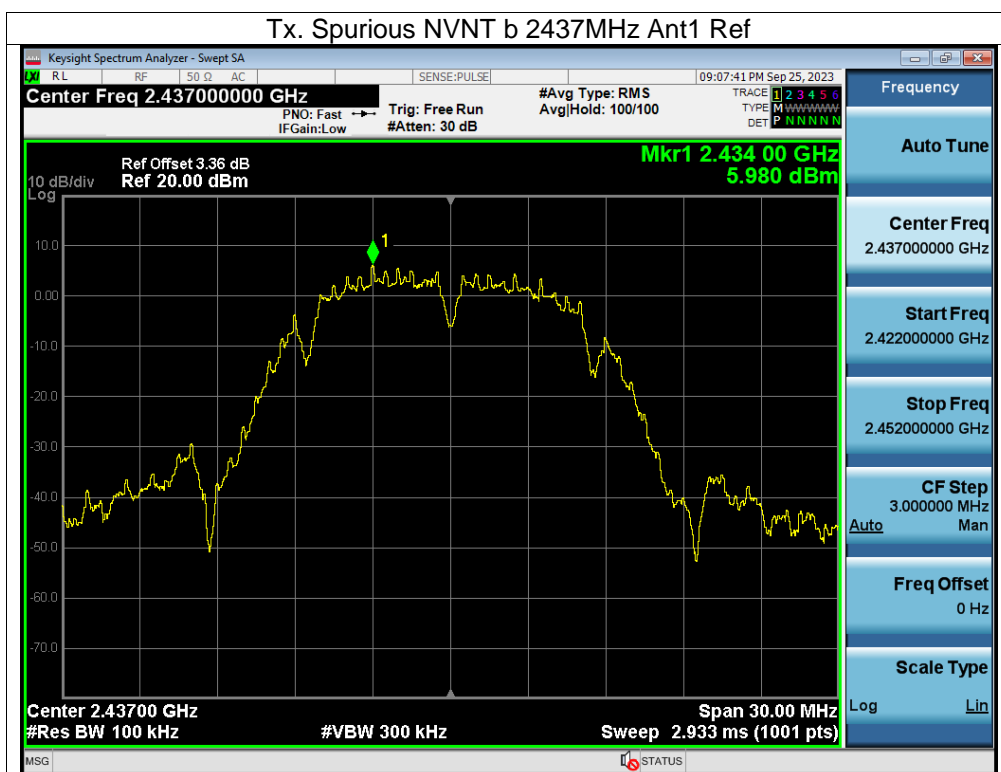 Tx. Spurious NVNT b 2437MHz Ant1 Ref
Keysight Spectrum Analyzer - Swept SA
LXI RL RF 50 Ω AC SENSE:PULSE 09:07:41 PM Sep 25, 2023
Center Freq 2.437000000 GHz
PNO: Fast
IFGain:Low
Trig: Free Run
#Atten: 30 dB
#Avg Type: RMS
Avg|Hold: 100/100
TRACE 1 2 3 4 5 6
TYPE M W W W W W
DET P N N N N N
Mkr1 2.434 00 GHz
5.980 dBm
Ref Offset 3.36 dB
10 dB/div Ref 20.00 dBm
Log
1
10.0
0.00
-10.0
-20.0
-30.0
-40.0
-50.0
-60.0
-70.0
Center 2.43700 GHz Span 30.00 MHz
#Res BW 100 kHz #VBW 300 kHz Sweep 2.933 ms (1001 pts)
MSG STATUS
Frequency
Auto Tune
Center Freq
2.437000000 GHz
Start Freq
2.422000000 GHz
Stop Freq
2.452000000 GHz
CF Step
3.000000 MHz
Auto Man
Freq Offset
0 Hz
Scale Type
Log Lin